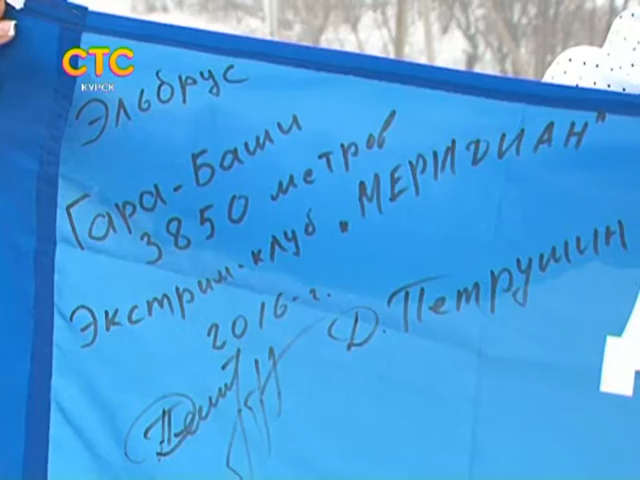 СТС
КУРСК
Эльбрус
Гара-Баши
3850 метров
Экстрим-клуб „МЕРИДИАН"
2016-г. Д. Петрушин